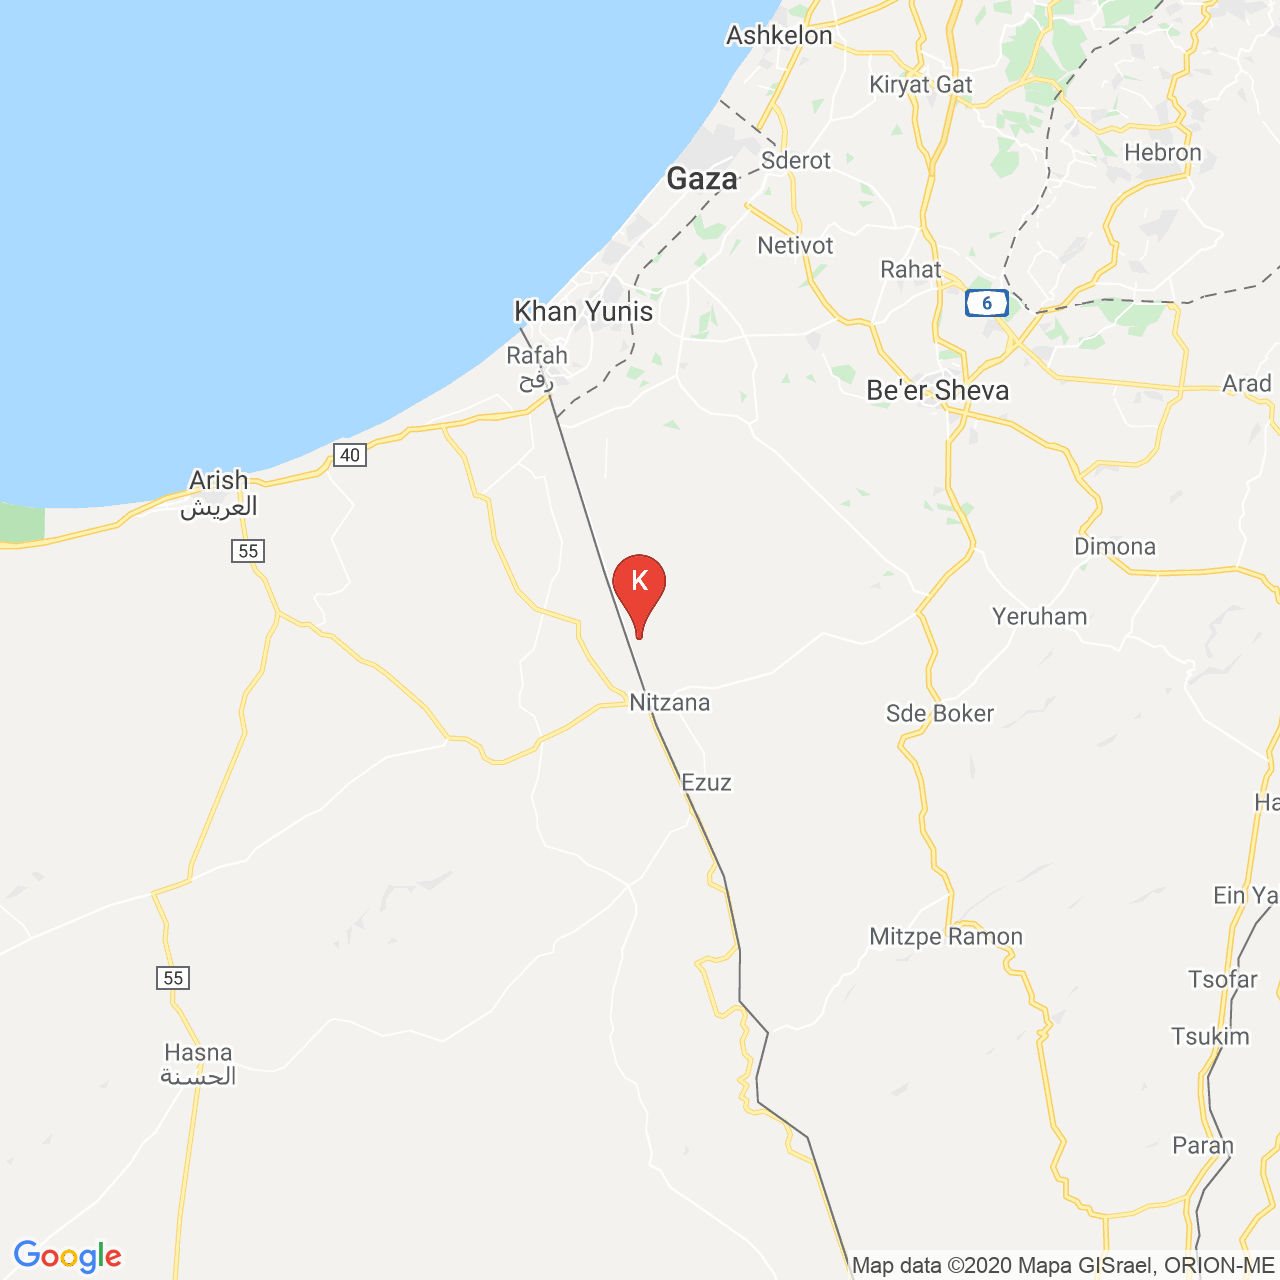 Ashkelon
Kiryat Gat
Hebron
Sderot
Gaza
Netivot
Rahat
6
Khan Yunis
Rafah
رفح
Be'er Sheva
Arad
40
Arish
العريش
55
Dimona
K
Yeruham
Nitzana
Sde Boker
Ezuz
Ha
Ein Ya
Mitzpe Ramon
55
Tsofar
Tsukim
Hasna
الحسنة
Paran
Google
Map data ©2020 Mapa GISrael, ORION-ME